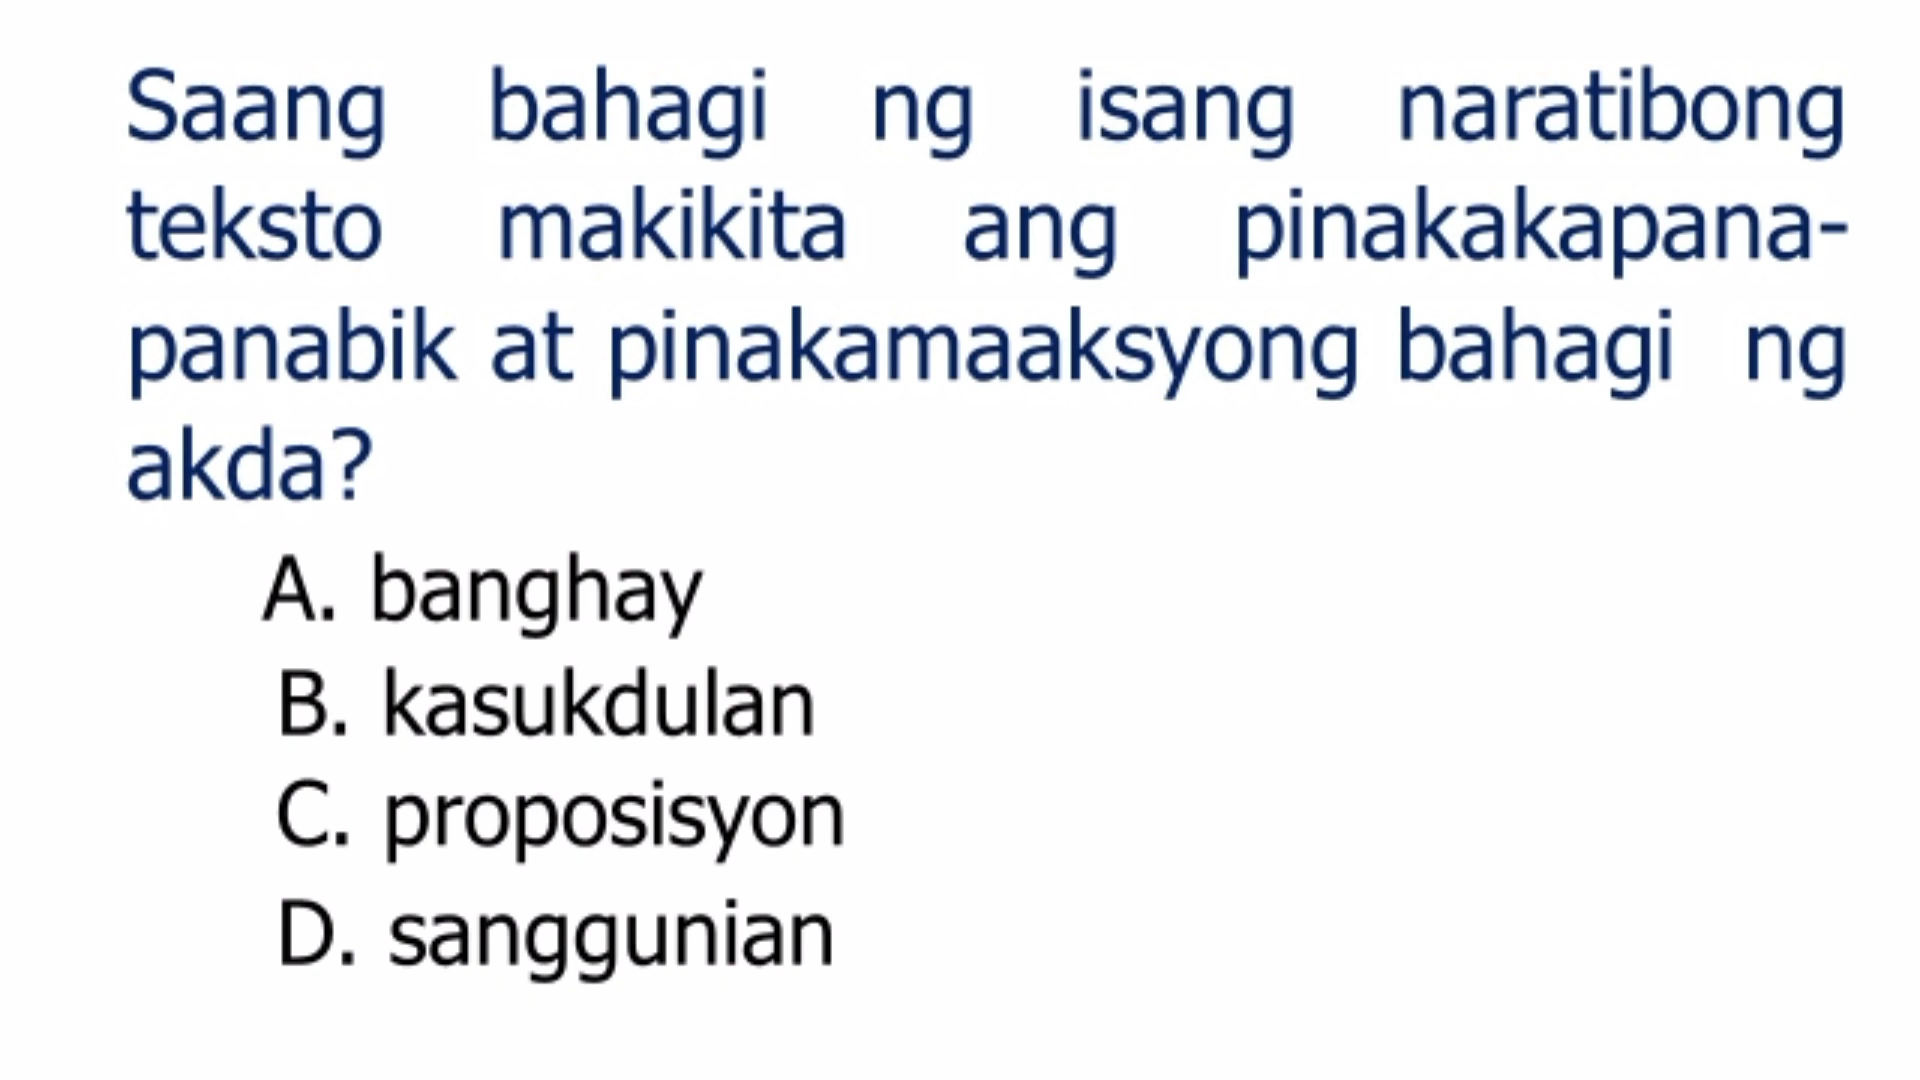 Saang bahagi ng isang naratibong
teksto makikita ang pinakakapana-
panabik at pinakamaaksyong bahagi ng
akda?
A. banghay
B. kasukdulan
C. proposisyon
D. sanggunian